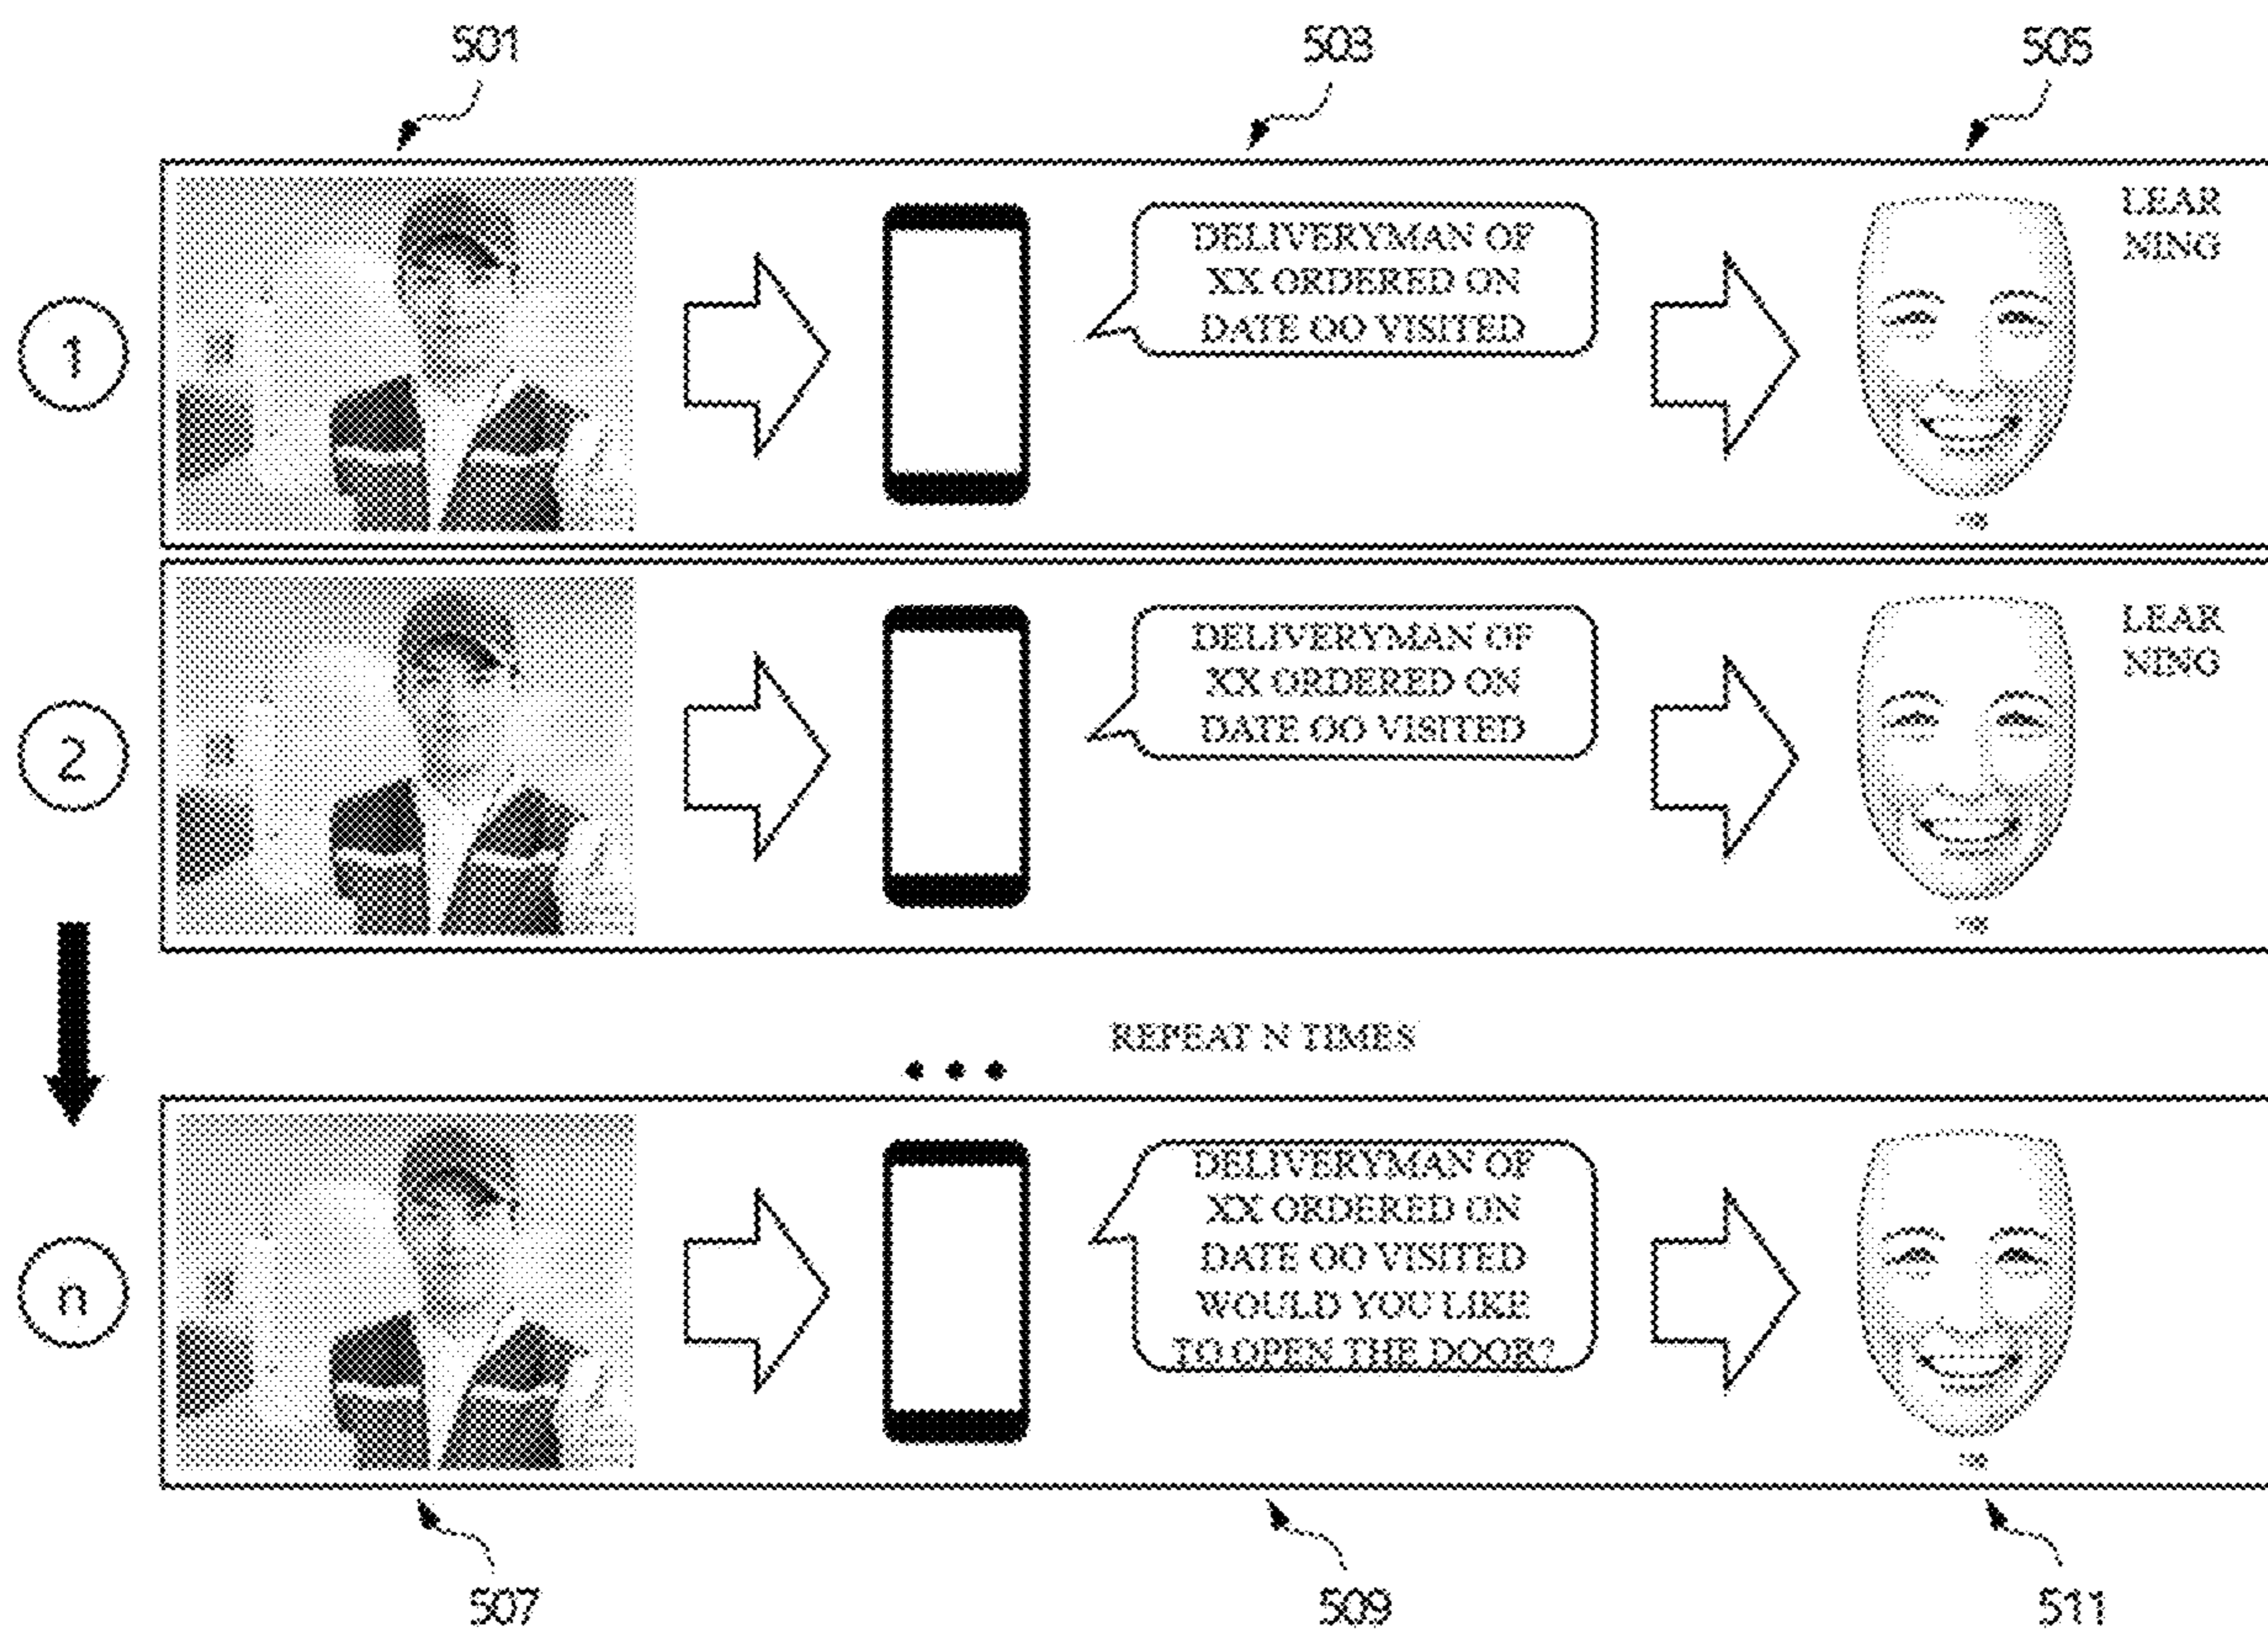 501 503 505
1
DELIVERYMAN OF
XX ORDERED ON
DATE OO VISITED
LEAR
NING
2
DELIVERYMAN OF
XX ORDERED ON
DATE OO VISITED
LEAR
NING
REPEAT N TIMES
n
DELIVERYMAN OF
XX ORDERED ON
DATE OO VISITED
WOULD YOU LIKE
TO OPEN THE DOOR?
507 509 511